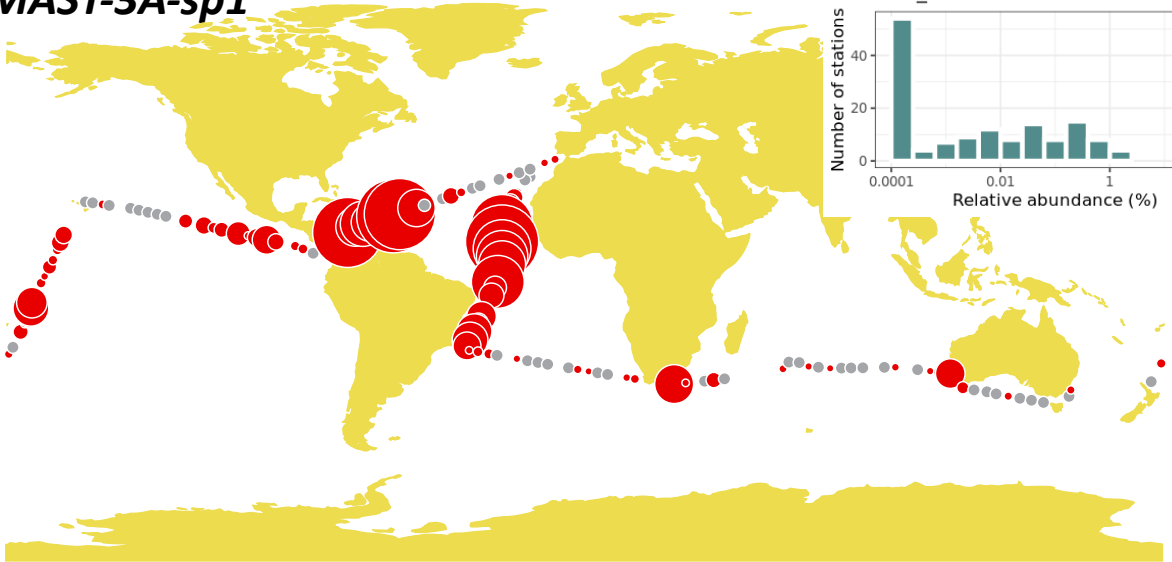 MAST-3A-sp1
Number of stations
40
20
0
0.0001
0.01
1
Relative abundance (%)